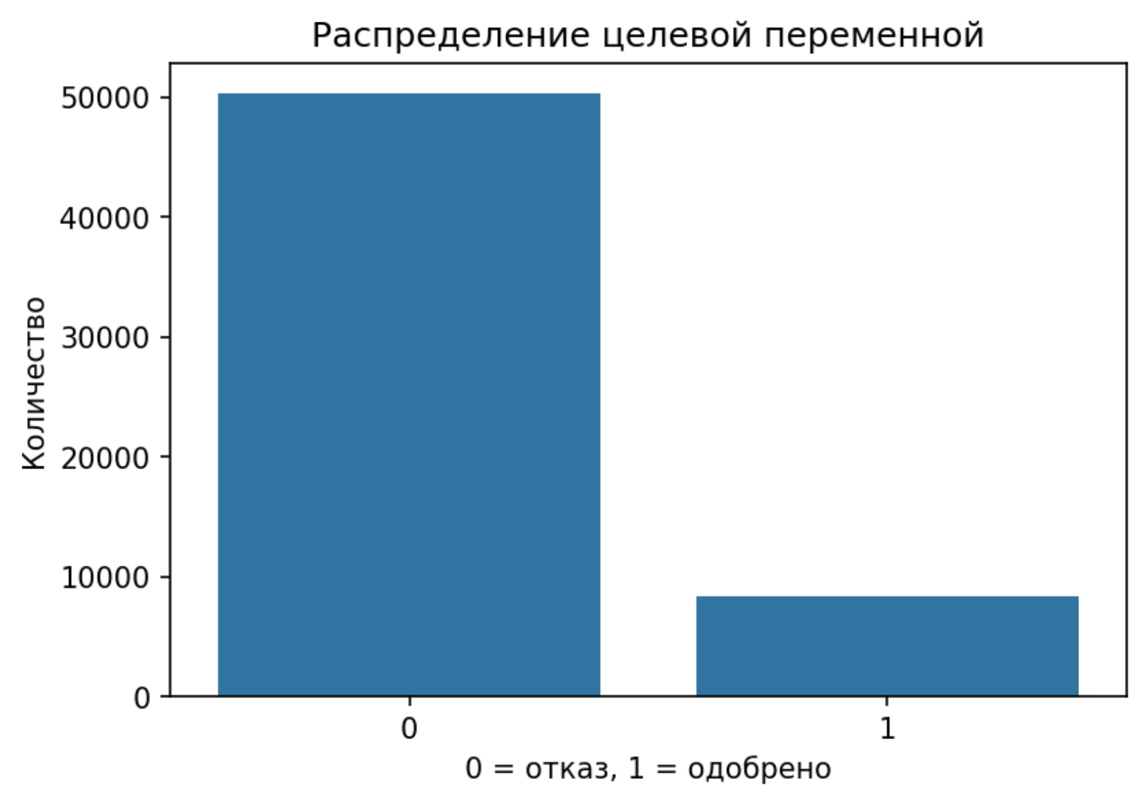 Распределение целевой переменной
Количество
50000
40000
30000
20000
10000
0
0
1
0 = отказ, 1 = одобрено